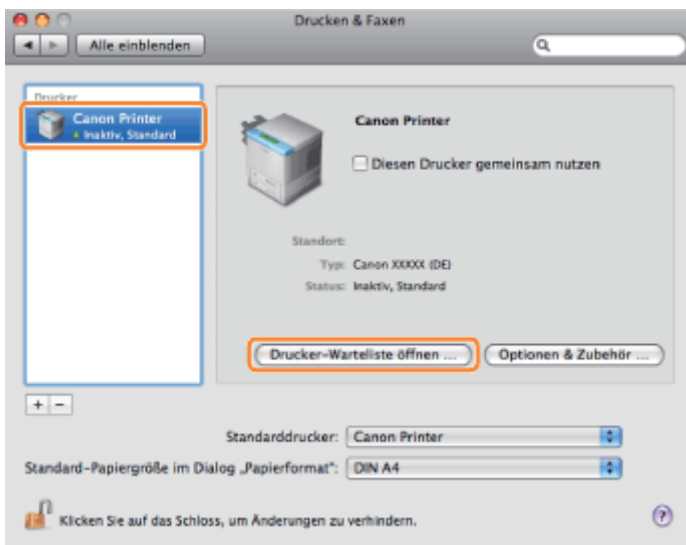 Drucken & Faxen
Alle einblenden
Drucker
Canon Printer
Inaktiv, Standard
Canon Printer
Diesen Drucker gemeinsam nutzen
Standort:
Typ: Canon XXXXX (DE)
Status: Inaktiv, Standard
Drucker-Warteliste öffnen ...
Optionen & Zubehör ...
+ -
Standarddrucker: Canon Printer
Standard-Papiergröße im Dialog „Papierformat“: DIN A4
Klicken Sie auf das Schloss, um Änderungen zu verhindern.
?